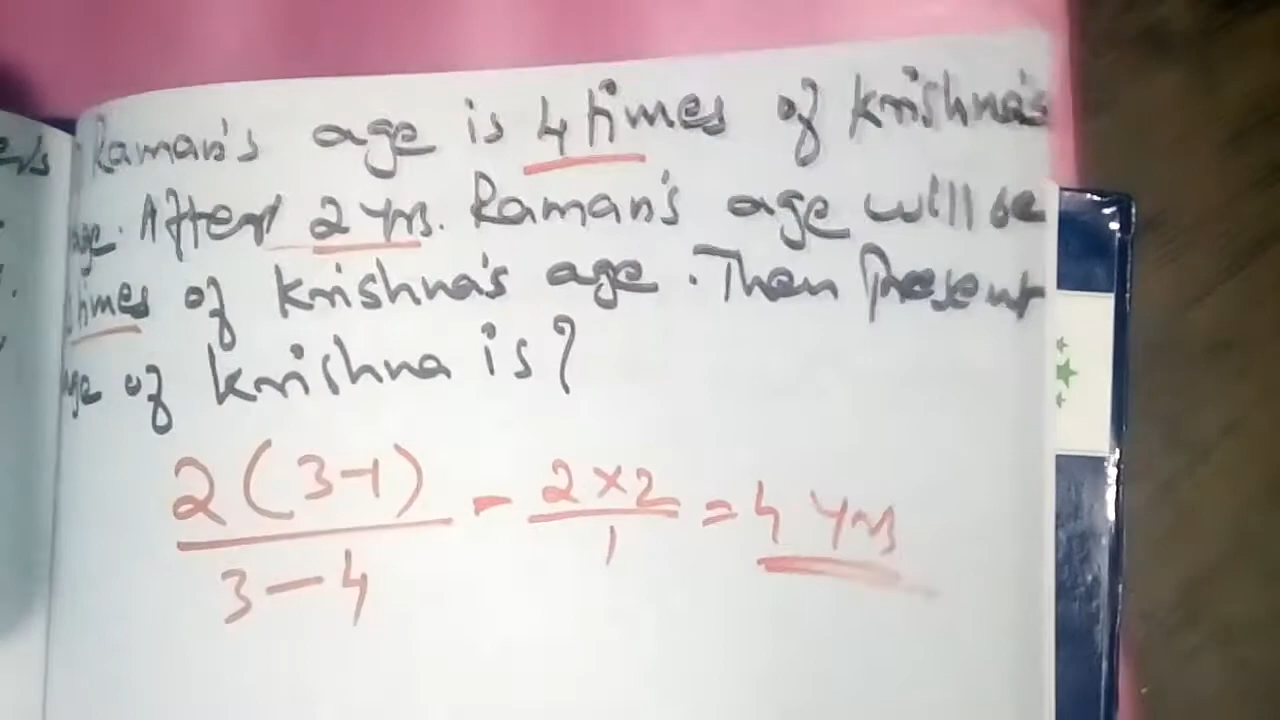 Raman's age is 4 times of Krishna's
age. After 2 yrs. Raman's age will be
times of Krishna's age. Then Present
age of Krishna is?
2(3-1) = 2×2 = 4 yrs
3-4 1